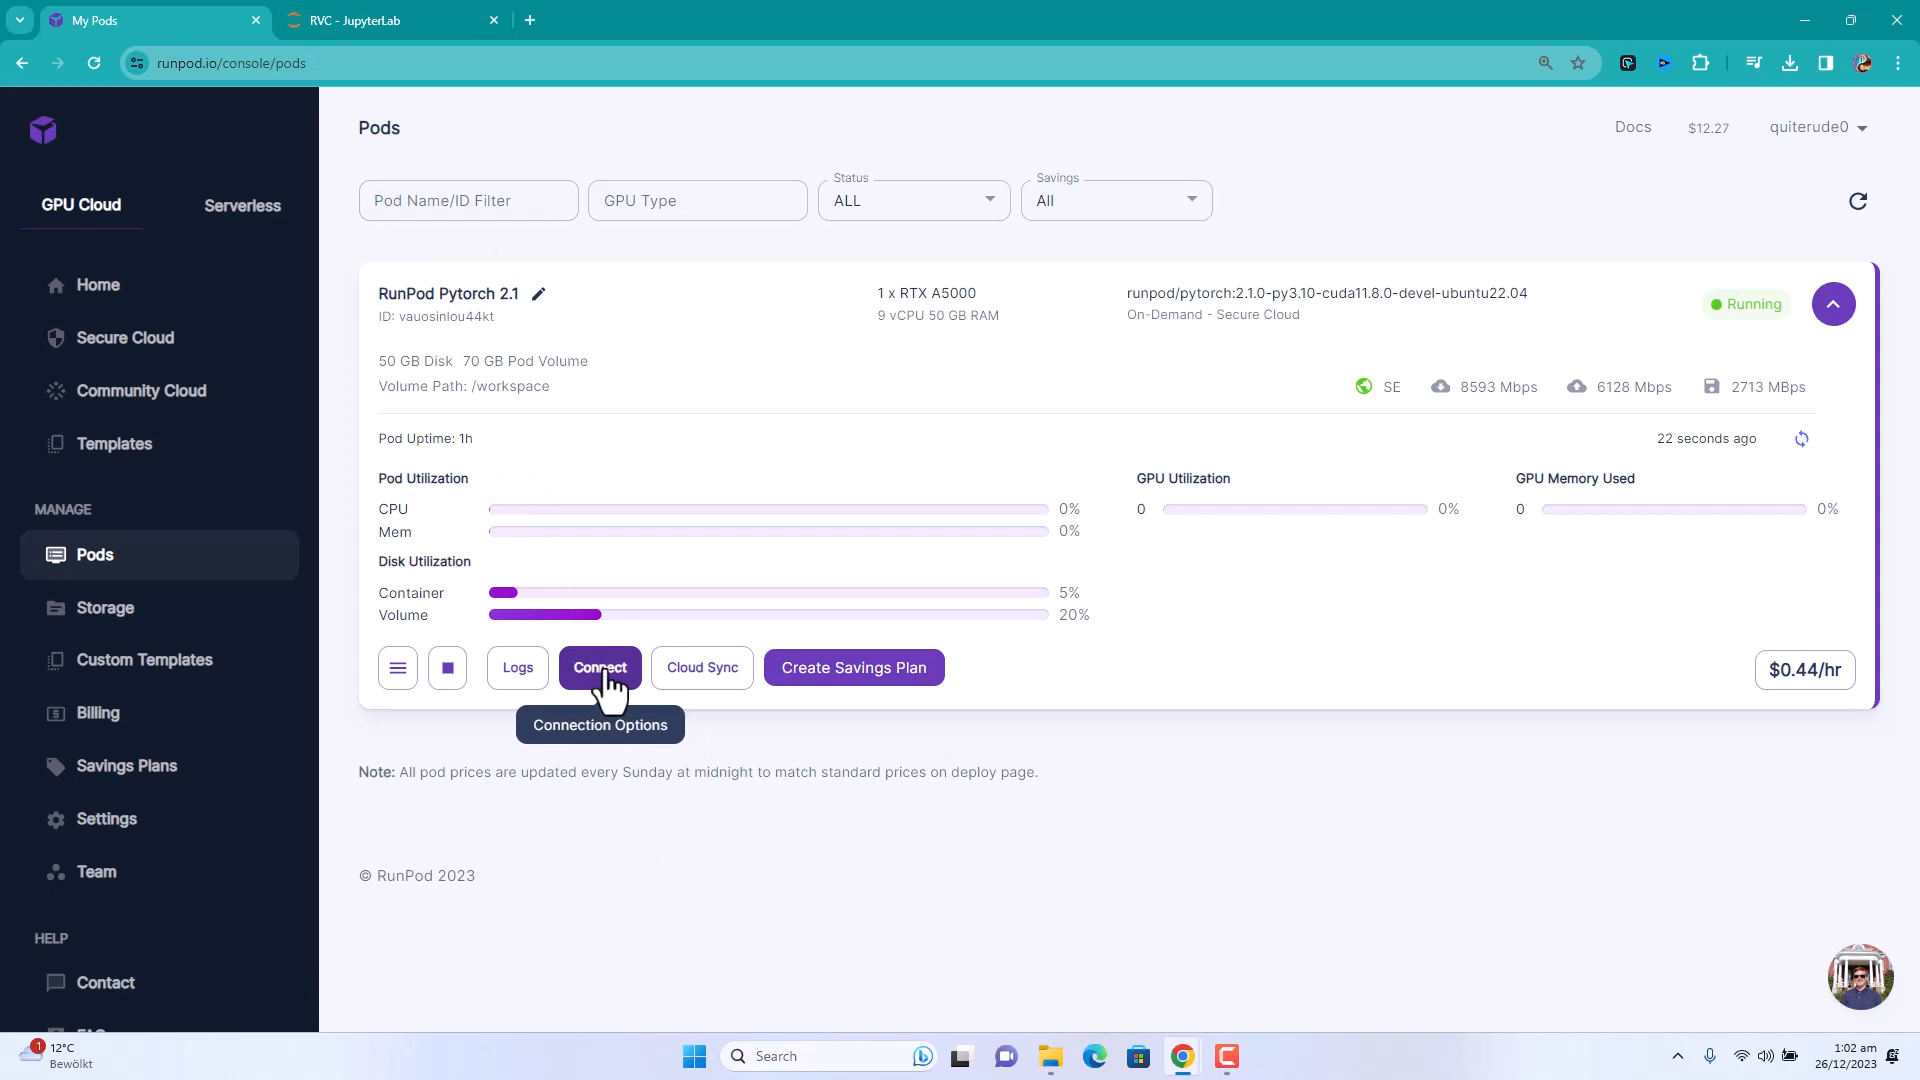 My Pods
RVC - JupyterLab
runpod.io/console/pods
Pods
Docs
$12.27
quiterude0
GPU Cloud
Serverless
Pod Name/ID Filter
GPU Type
Status
ALL
Savings
All
Home
Secure Cloud
Community Cloud
Templates
MANAGE
Pods
Storage
Custom Templates
Billing
Savings Plans
Settings
Team
HELP
Contact
RunPod Pytorch 2.1
ID: vauosinlou44kt
1 x RTX A5000
9 vCPU 50 GB RAM
runpod/pytorch:2.1.0-py3.10-cuda11.8.0-devel-ubuntu22.04
On-Demand - Secure Cloud
Running
50 GB Disk 70 GB Pod Volume
Volume Path: /workspace
SE
8593 Mbps
6128 Mbps
2713 MBps
Pod Uptime: 1h
22 seconds ago
Pod Utilization
CPU
0%
Mem
0%
GPU Utilization
0
0%
GPU Memory Used
0
0%
Disk Utilization
Container
5%
Volume
20%
Logs
Connect
Cloud Sync
Create Savings Plan
$0.44/hr
Connection Options
Note: All pod prices are updated every Sunday at midnight to match standard prices on deploy page.
© RunPod 2023
1
12°C
Bewölkt
Search
1:02 am
26/12/2023